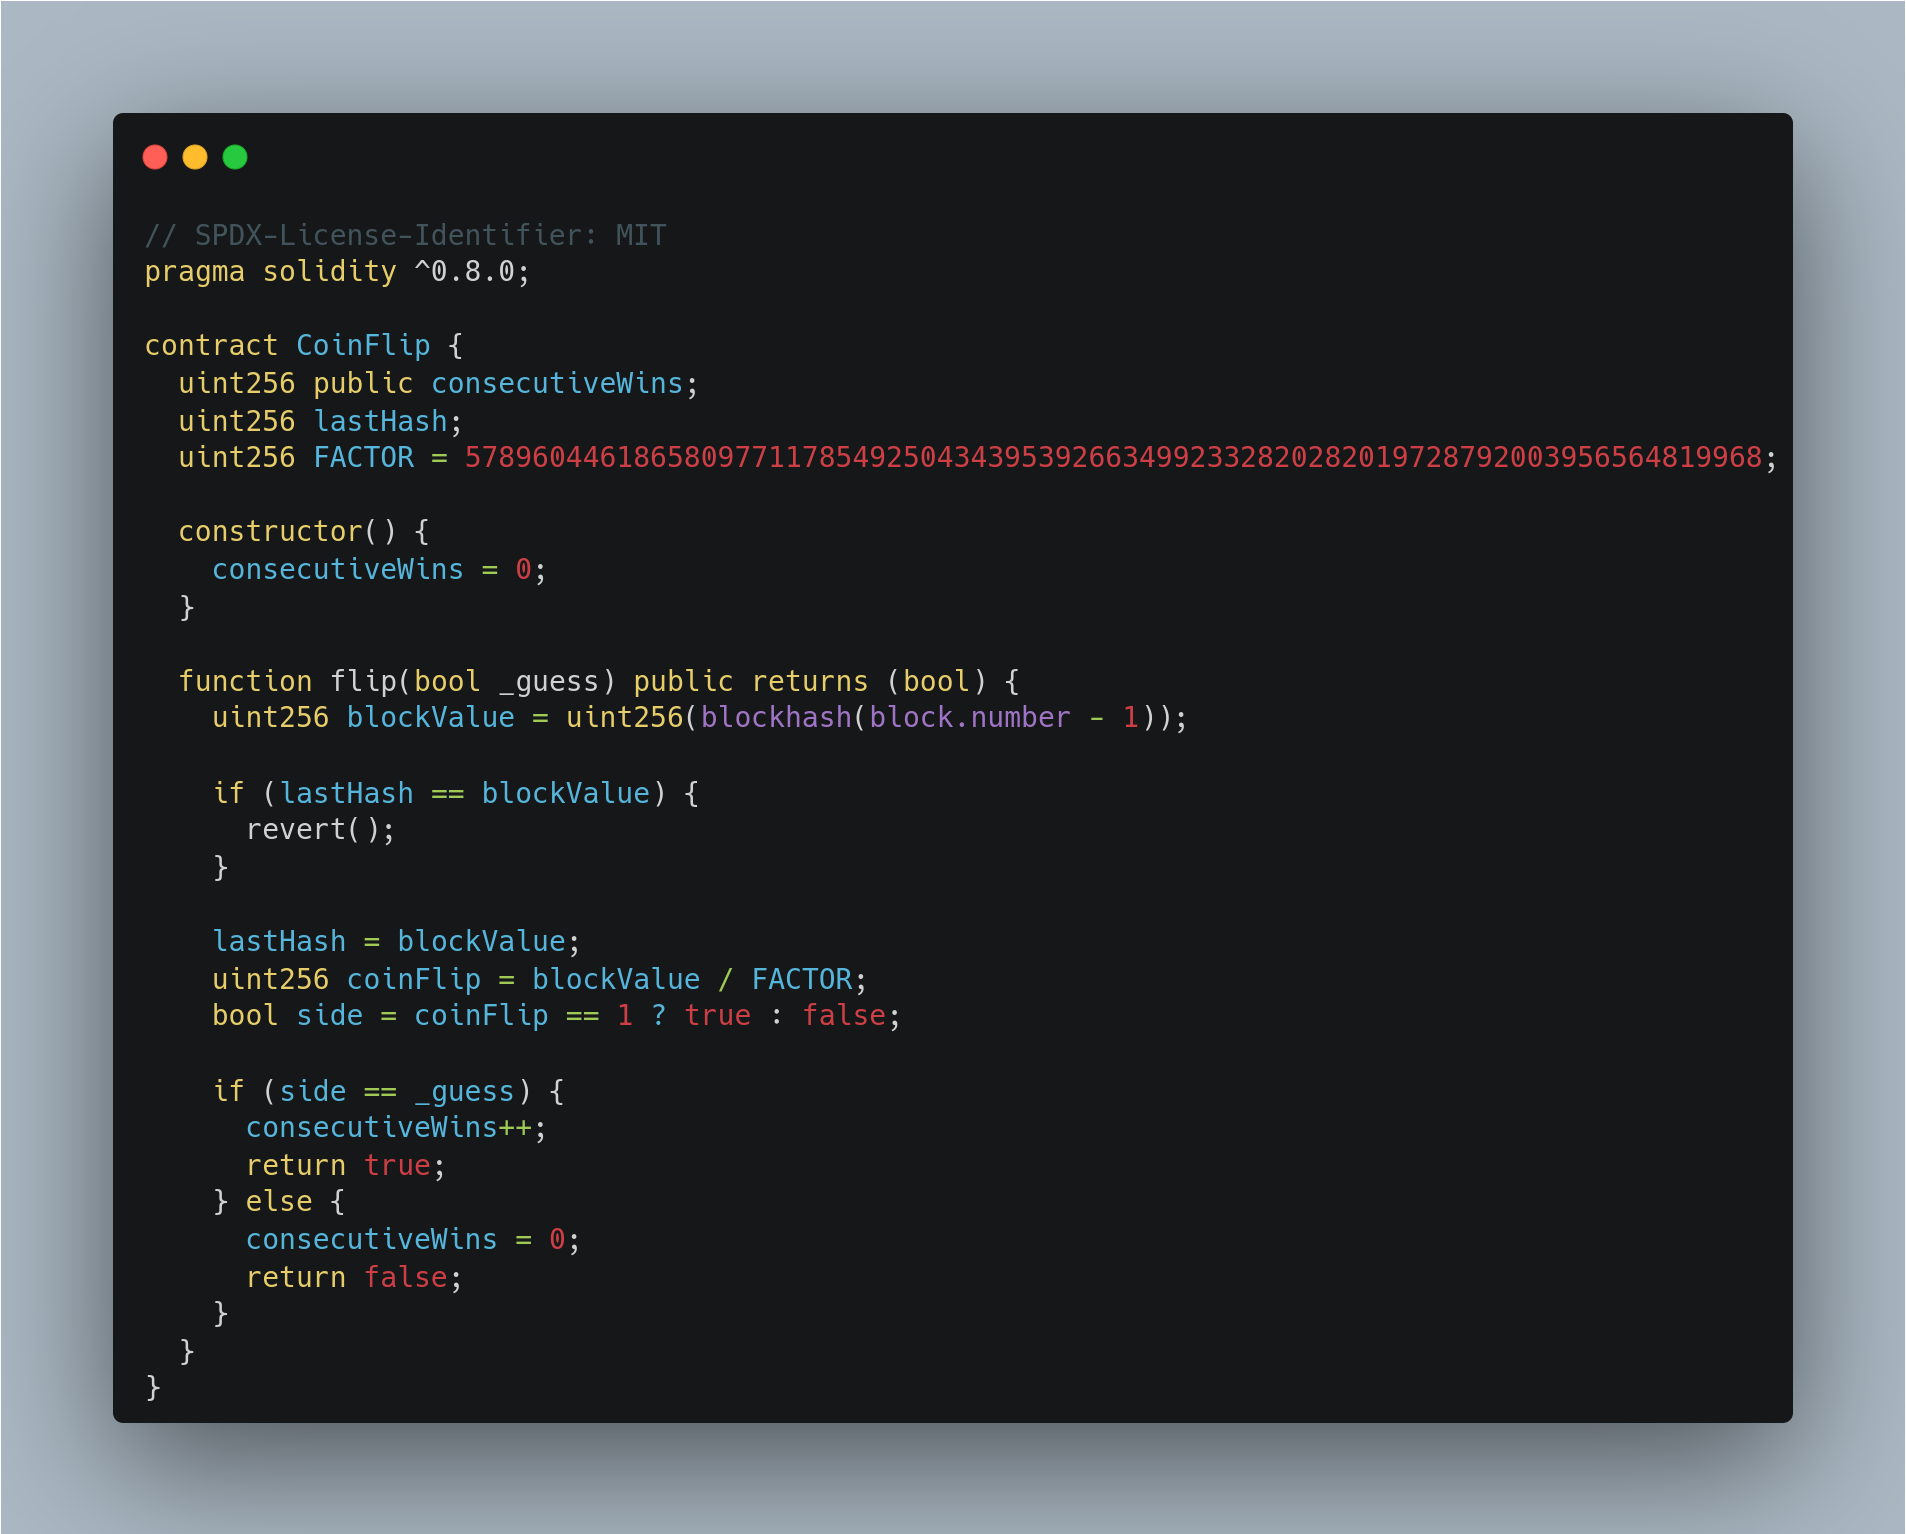 // SPDX-License-Identifier: MIT
pragma solidity ^0.8.0;
contract CoinFlip {
uint256 public consecutiveWins;
uint256 lastHash;
uint256 FACTOR = 57896044618658097711785492504343953926634992332820282019728792003956564819968;
constructor() {
consecutiveWins = 0;
}
function flip(bool _guess) public returns (bool) {
uint256 blockValue = uint256(blockhash(block.number - 1));
if (lastHash == blockValue) {
revert();
}
lastHash = blockValue;
uint256 coinFlip = blockValue / FACTOR;
bool side = coinFlip == 1 ? true : false;
if (side == _guess) {
consecutiveWins++;
return true;
} else {
consecutiveWins = 0;
return false;
}
}
}